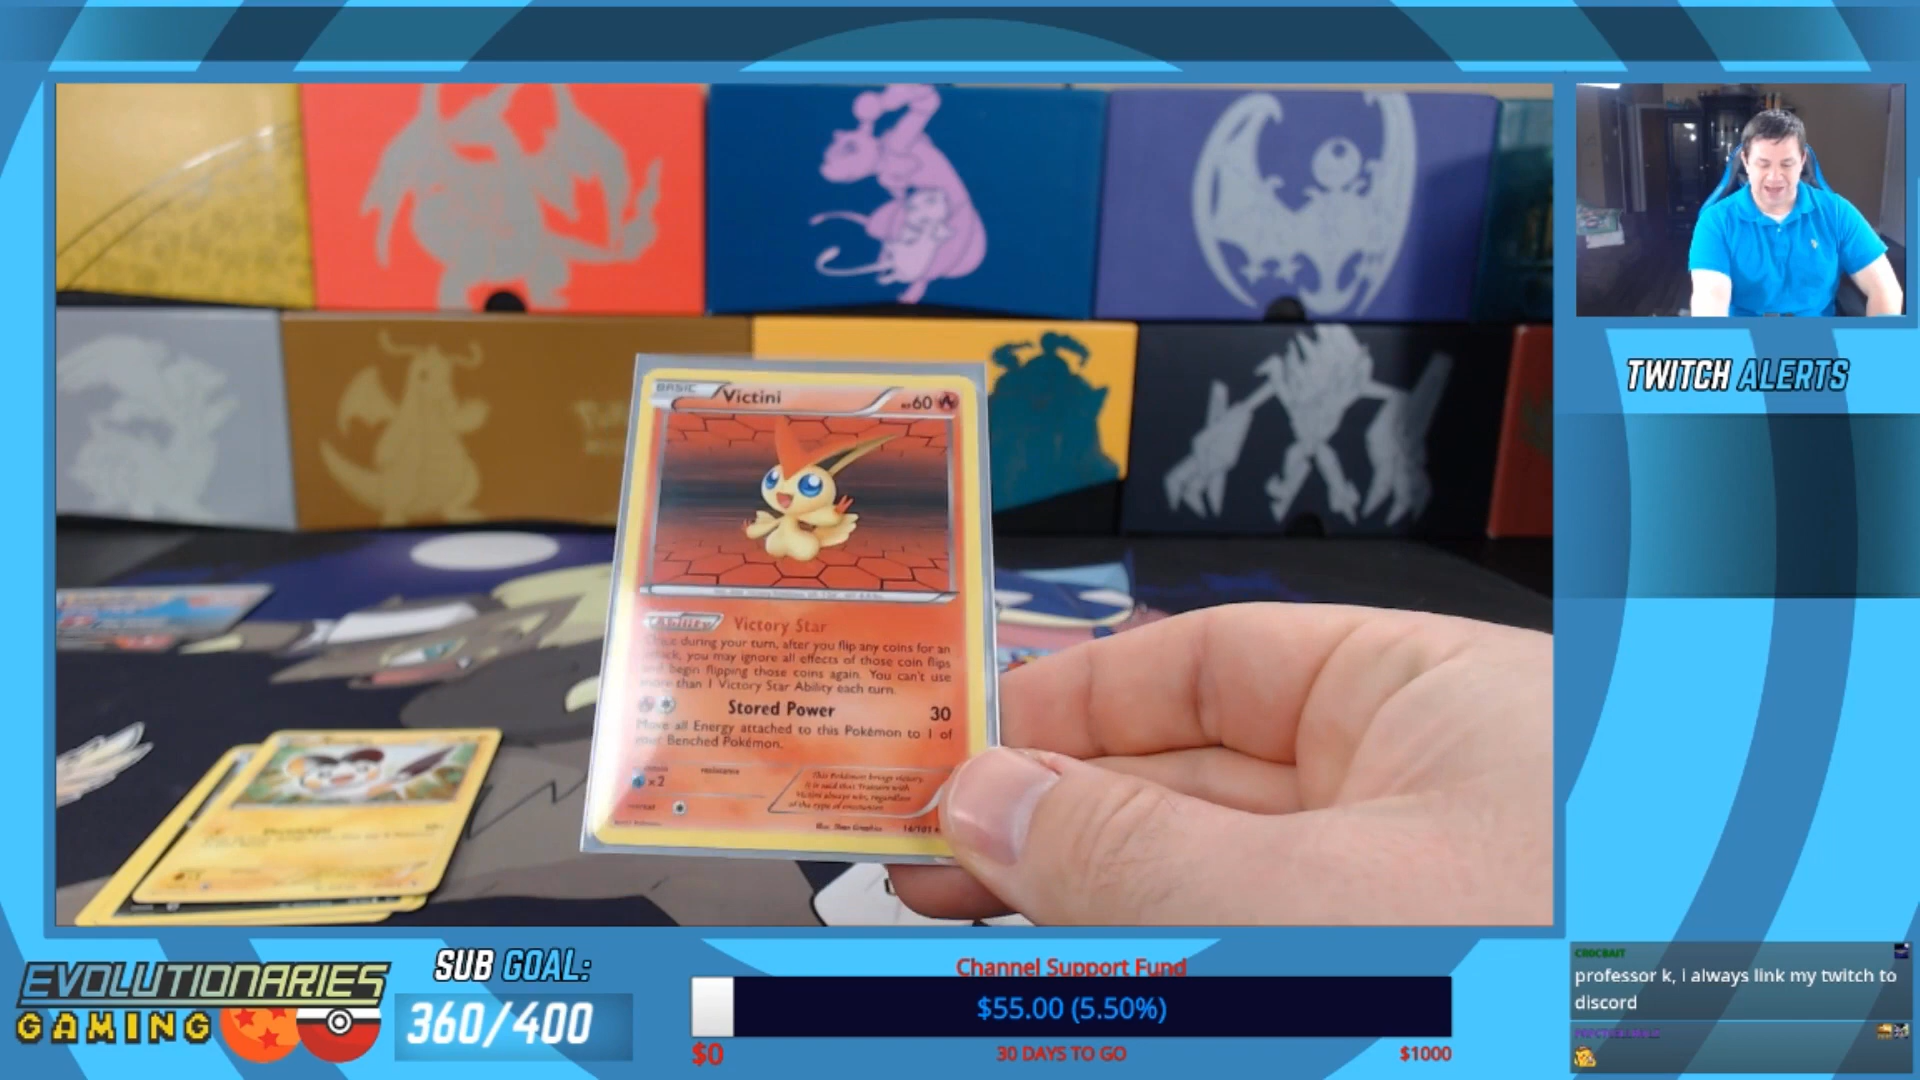 BASIC
Victini
HP60
Ability Victory Star
Once during your turn, after you flip any coins for an
attack, you may ignore all effects of those coin flips
and begin flipping those coins again. You can't use
more than 1 Victory Star Ability each turn.
Stored Power 30
Move all Energy attached to this Pokémon to 1 of
your Benched Pokémon.
×2
resistance
This Pokémon brings victory.
It is said that Trainers with
Victini always win, regardless
of the type of encounter.
14/101
TWITCH ALERTS
EVOLUTIONARIES
GAMING
SUB GOAL:
360/400
Channel Support Fund
$55.00 (5.50%)
$0
30 DAYS TO GO
$1000
CROCBAIT
professor k, i always link my twitch to
discord